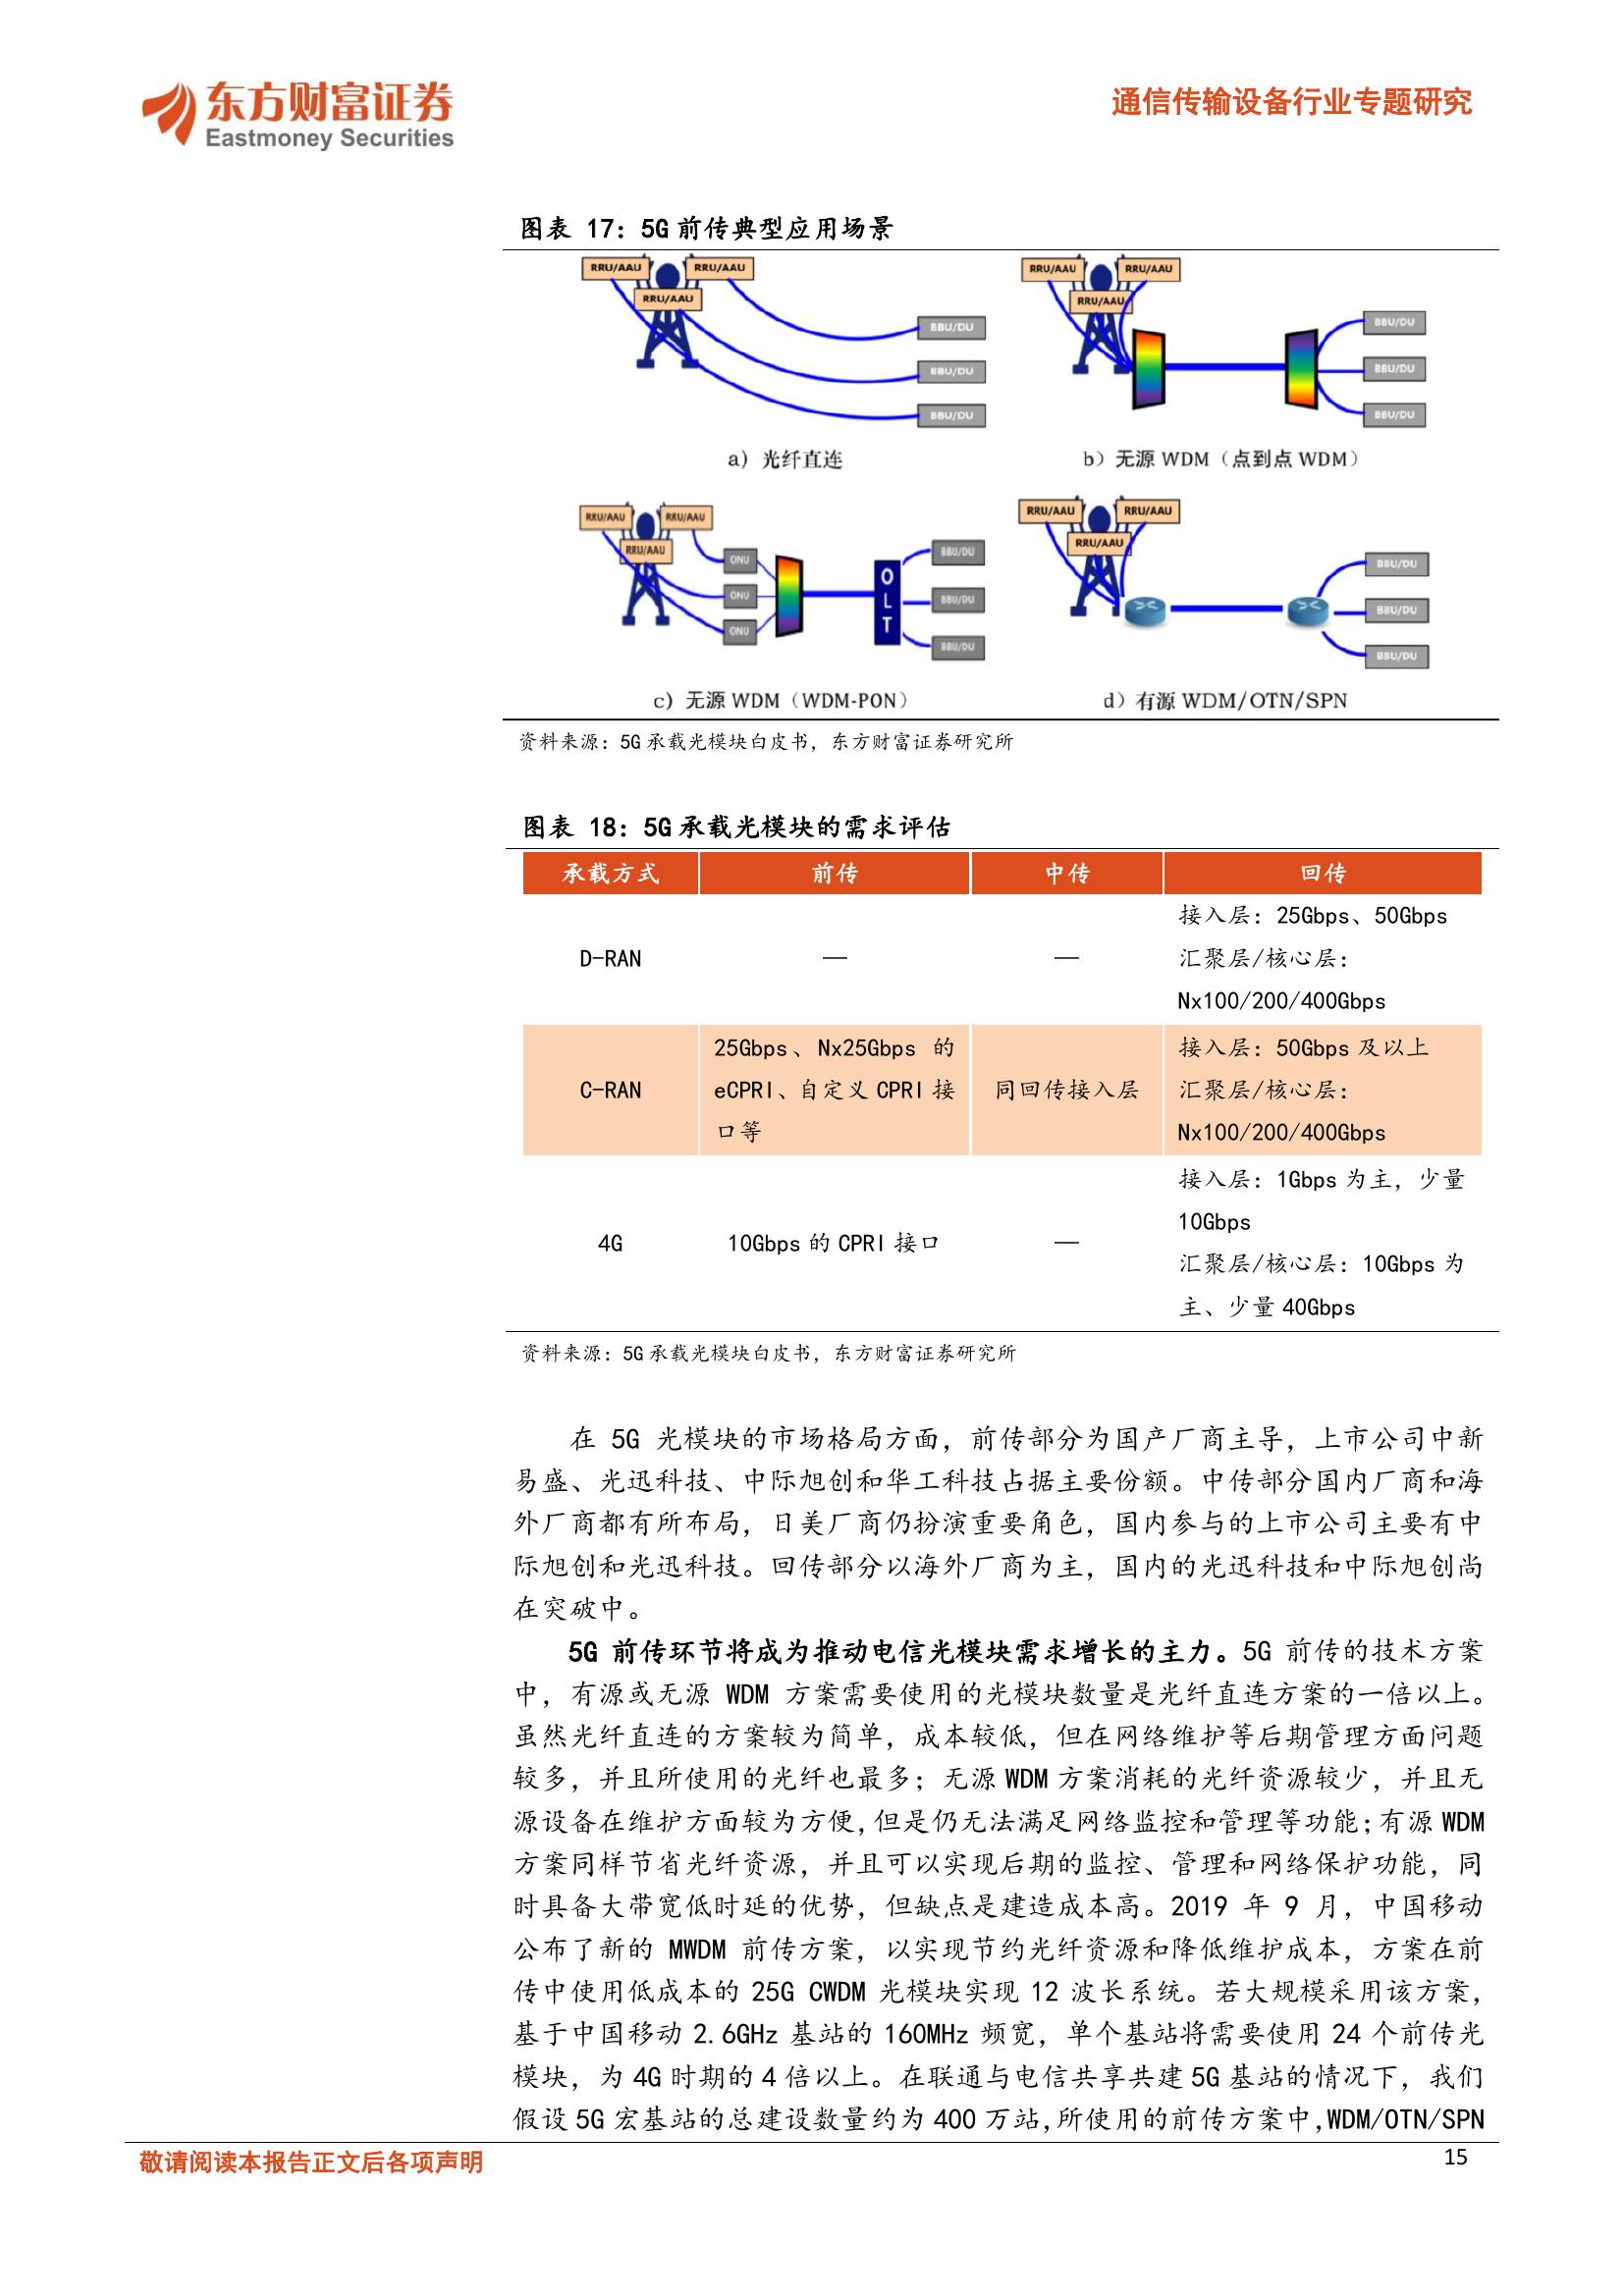 东方财富证券
Eastmoney Securities
通信传输设备行业专题研究
图表 17：5G 前传典型应用场景
RRU/AAU
RRU/AAU
RRU/AAU
BBU/DU
BBU/DU
BBU/DU
a）光纤直连
RRU/AAU
RRU/AAU
RRU/AAU
BBU/DU
BBU/DU
BBU/DU
b）无源 WDM（点到点 WDM）
RRU/AAU
RRU/AAU
RRU/AAU
ONU
ONU
ONU
OLT
BBU/DU
BBU/DU
BBU/DU
c）无源 WDM（WDM-PON）
RRU/AAU
RRU/AAU
RRU/AAU
BBU/DU
BBU/DU
BBU/DU
d）有源 WDM/OTN/SPN
资料来源：5G 承载光模块白皮书，东方财富证券研究所
图表 18：5G 承载光模块的需求评估
承载方式 前传 中传 回传
D-RAN — —
接入层：25Gbps、50Gbps
汇聚层/核心层：
Nx100/200/400Gbps
C-RAN
25Gbps、Nx25Gbps 的
eCPRI、自定义 CPRI 接
口等
同回传接入层
接入层：50Gbps 及以上
汇聚层/核心层：
Nx100/200/400Gbps
4G
10Gbps 的 CPRI 接口
—
接入层：1Gbps 为主，少量
10Gbps
汇聚层/核心层：10Gbps 为
主、少量 40Gbps
资料来源：5G 承载光模块白皮书，东方财富证券研究所
在 5G 光模块的市场格局方面，前传部分为国产厂商主导，上市公司中新
易盛、光迅科技、中际旭创和华工科技占据主要份额。中传部分国内厂商和海
外厂商都有所布局，日美厂商仍扮演重要角色，国内参与的上市公司主要有中
际旭创和光迅科技。回传部分以海外厂商为主，国内的光迅科技和中际旭创尚
在突破中。
5G 前传环节将成为推动电信光模块需求增长的主力。5G 前传的技术方案
中，有源或无源 WDM 方案需要使用的光模块数量是光纤直连方案的一倍以上。
虽然光纤直连的方案较为简单，成本较低，但在网络维护等后期管理方面问题
较多，并且所使用的光纤也最多；无源 WDM 方案消耗的光纤资源较少，并且无
源设备在维护方面较为方便，但是仍无法满足网络监控和管理等功能；有源 WDM
方案同样节省光纤资源，并且可以实现后期的监控、管理和网络保护功能，同
时具备大带宽低时延的优势，但缺点是建造成本高。2019 年 9 月，中国移动
公布了新的 MWDM 前传方案，以实现节约光纤资源和降低维护成本，方案在前
传中使用低成本的 25G CWDM 光模块实现 12 波长系统。若大规模采用该方案，
基于中国移动 2.6GHz 基站的 160MHz 频宽，单个基站将需要使用 24 个前传光
模块，为 4G 时期的 4 倍以上。在联通与电信共享共建 5G 基站的情况下，我们
假设 5G 宏基站的总建设数量约为 400 万站，所使用的前传方案中，WDM/OTN/SPN
敬请阅读本报告正文后各项声明
15